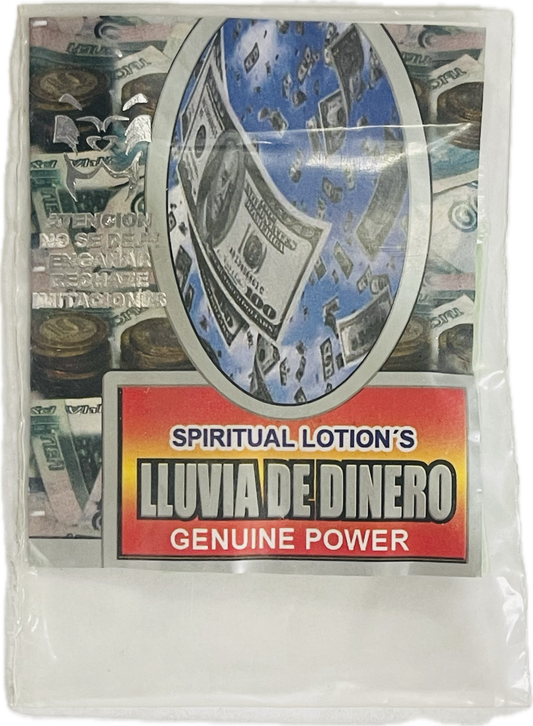 ATENCION
NO SE DEJE
ENGAÑAR
RECHACE
IMITACIONES
SPIRITUAL LOTION´S
LLUVIA DE DINERO
GENUINE POWER